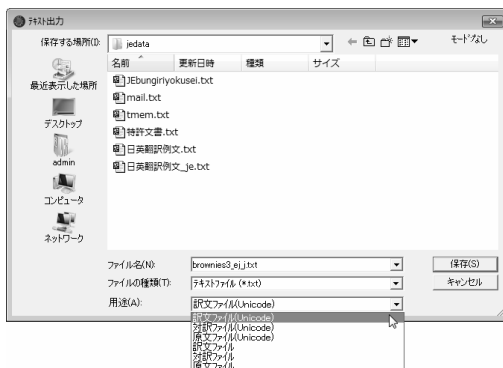 テキスト出力
保存する場所(I):
jedata
モードなし
名前
更新日時
種類
サイズ
最近表示した場所
デスクトップ
admin
コンピュータ
ネットワーク
JEbungiriyokusei.txt
mail.txt
tmem.txt
特許文書.txt
日英翻訳例文.txt
日英翻訳例文_je.txt
ファイル名(N):
brownies3_ej_j.txt
保存(S)
ファイルの種類(T):
テキストファイル (*.txt)
キャンセル
用途(A):
訳文ファイル(Unicode)
訳文ファイル(Unicode)
対訳ファイル(Unicode)
原文ファイル(Unicode)
訳文ファイル
対訳ファイル
原文ファイル